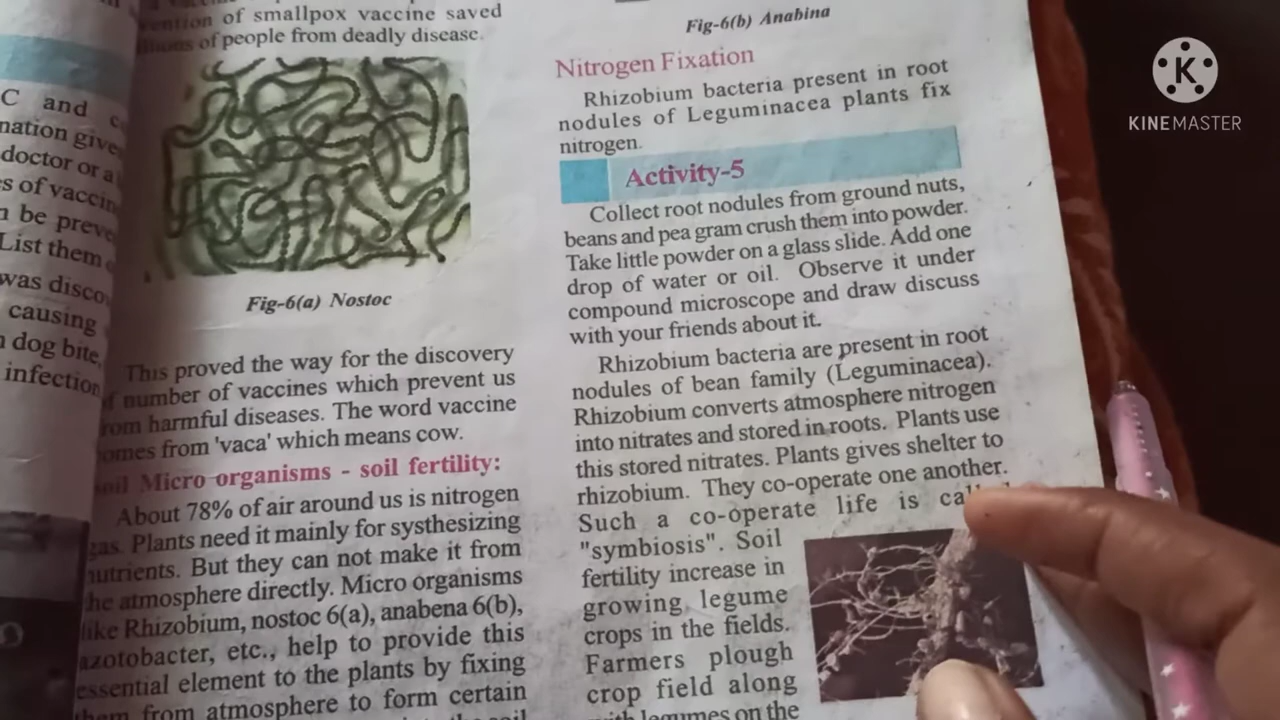 of smallpox vaccine saved
of people from deadly disease.
Fig-6(a) Nostoc
This proved the way for the discovery
number of vaccines which prevent us
harmful diseases. The word vaccine
from 'vaca' which means cow.
Micro organisms - soil fertility:
About 78% of air around us is nitrogen
gas. Plants need it mainly for systhesizing
nutrients. But they can not make it from
the atmosphere directly. Micro organisms
like Rhizobium, nostoc 6(a), anabena 6(b),
azotobacter, etc., help to provide this
essential element to the plants by fixing
them from atmosphere to form certain
Fig-6(b) Anabina
Nitrogen Fixation
Rhizobium bacteria present in root
nodules of Leguminacea plants fix
nitrogen.
Activity-5
Collect root nodules from ground nuts,
beans and pea gram crush them into powder.
Take little powder on a glass slide. Add one
drop of water or oil. Observe it under
compound microscope and draw discuss
with your friends about it.
Rhizobium bacteria are present in root
nodules of bean family (Leguminacea).
Rhizobium converts atmosphere nitrogen
into nitrates and stored in roots. Plants use
this stored nitrates. Plants gives shelter to
rhizobium. They co-operate one another.
Such a co-operate life is
"symbiosis". Soil
fertility increase in
growing legume
crops in the fields.
Farmers plough
crop field along
with legumes on the
C and
doctor or a
of
be
List them
was
causing
dog bite,
infection
KINEMASTER